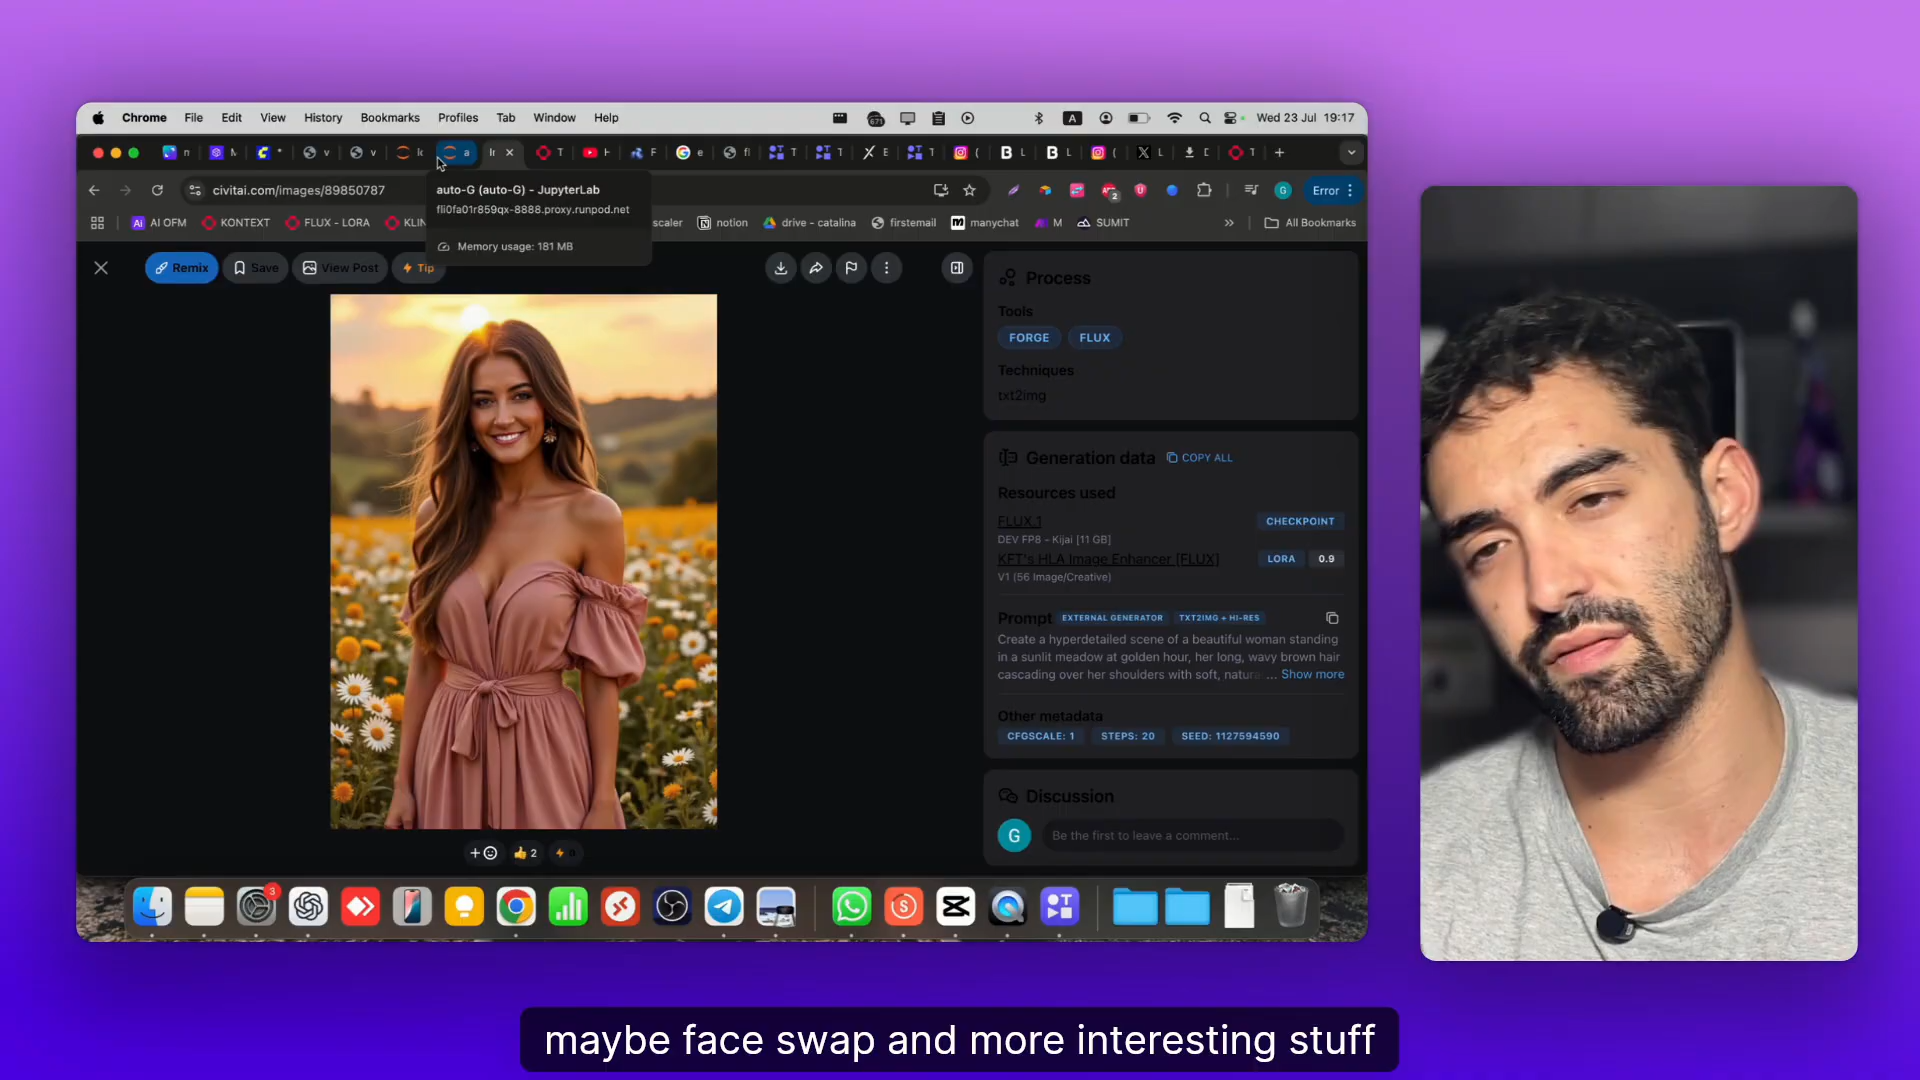 Chrome File Edit View History Bookmarks Profiles Tab Window Help
671 A Wed 23 Jul 19:17
civitai.com/images/89850787
2 G Error
auto-G (auto-G) - JupyterLab
fli0fa01r859qx-8888.proxy.runpod.net
Memory usage: 181 MB
Ai AI OFM KONTEXT FLUX - LORA KLIN scaler notion drive - catalina firstemail manychat M SUMIT » All Bookmarks
Remix Save View Post Tip
Process
Tools
FORGE FLUX
Techniques
txt2img
Generation data COPY ALL
Resources used
FLUX.1 CHECKPOINT
DEV FP8 - Kijai [11 GB]
KFT's HLA Image Enhancer [FLUX] LORA 0.9
V1 (56 Image/Creative)
Prompt EXTERNAL GENERATOR TXT2IMG + HI-RES
Create a hyperdetailed scene of a beautiful woman standing
in a sunlit meadow at golden hour, her long, wavy brown hair
cascading over her shoulders with soft, natura ... Show more
Other metadata
CFGSCALE: 1 STEPS: 20 SEED: 1127594590
Discussion
G Be the first to leave a comment...
2
3
maybe face swap and more interesting stuff